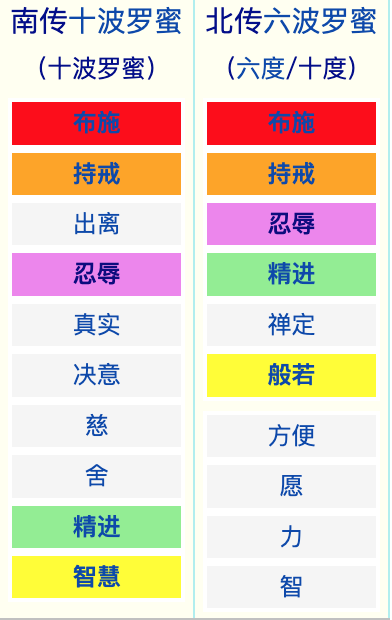 南传十波罗蜜
（十波罗蜜）
布施
持戒
出离
忍辱
真实
决意
慈
舍
精进
智慧
北传六波罗蜜
（六度/十度）
布施
持戒
忍辱
精进
禅定
般若
方便
愿
力
智